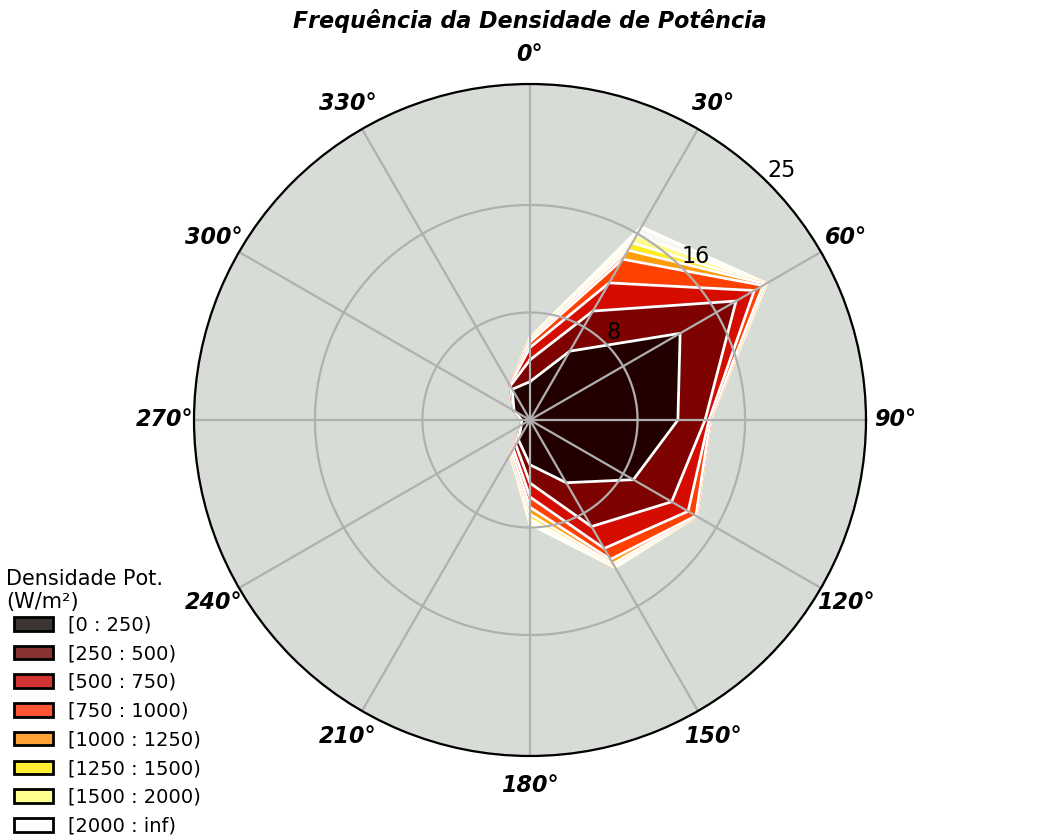 Frequência da Densidade de Potência
0°
330°
30°
25
300°
60°
16
8
270°
90°
240°
120°
210°
150°
180°
Densidade Pot.
(W/m²)
[0 : 250)
[250 : 500)
[500 : 750)
[750 : 1000)
[1000 : 1250)
[1250 : 1500)
[1500 : 2000)
[2000 : inf)